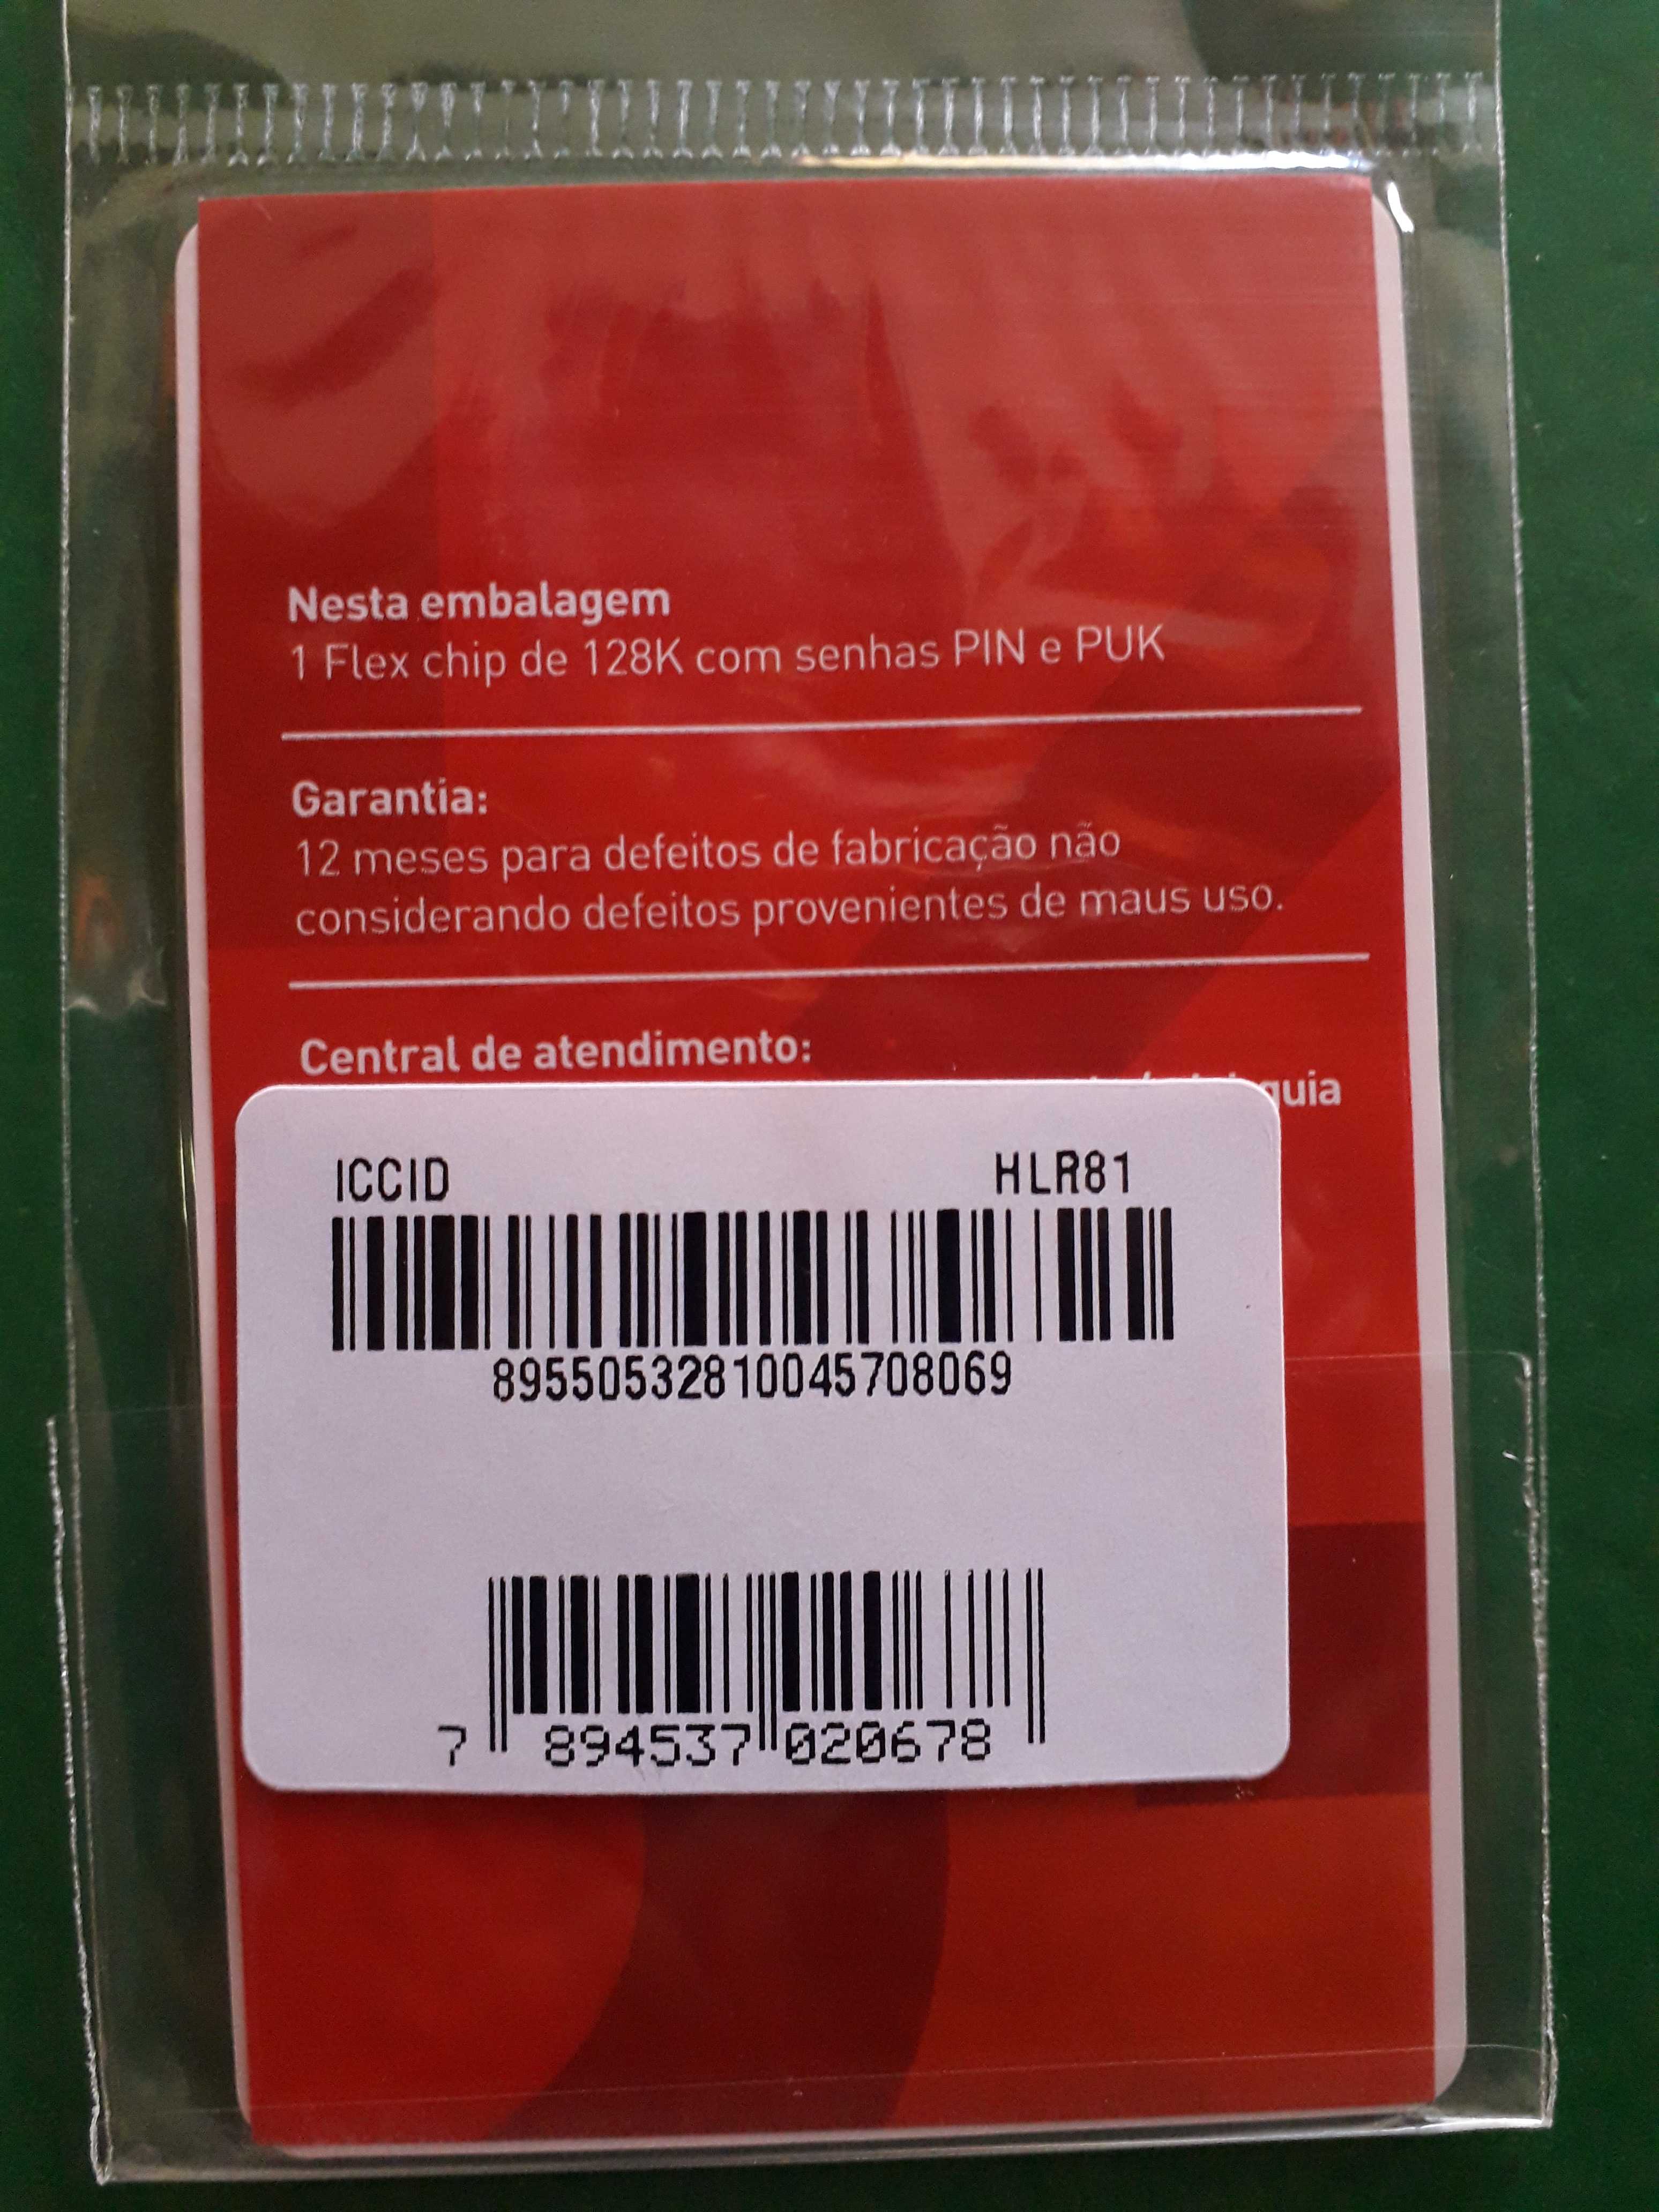 Nesta embalagem
1 Flex chip de 128K com senhas PIN e PUK
Garantia:
12 meses para defeitos de fabricação não
considerando defeitos provenientes de maus uso.
Central de atendimento:
ICCID HLR81
89550532810045708069
7 894537 020678